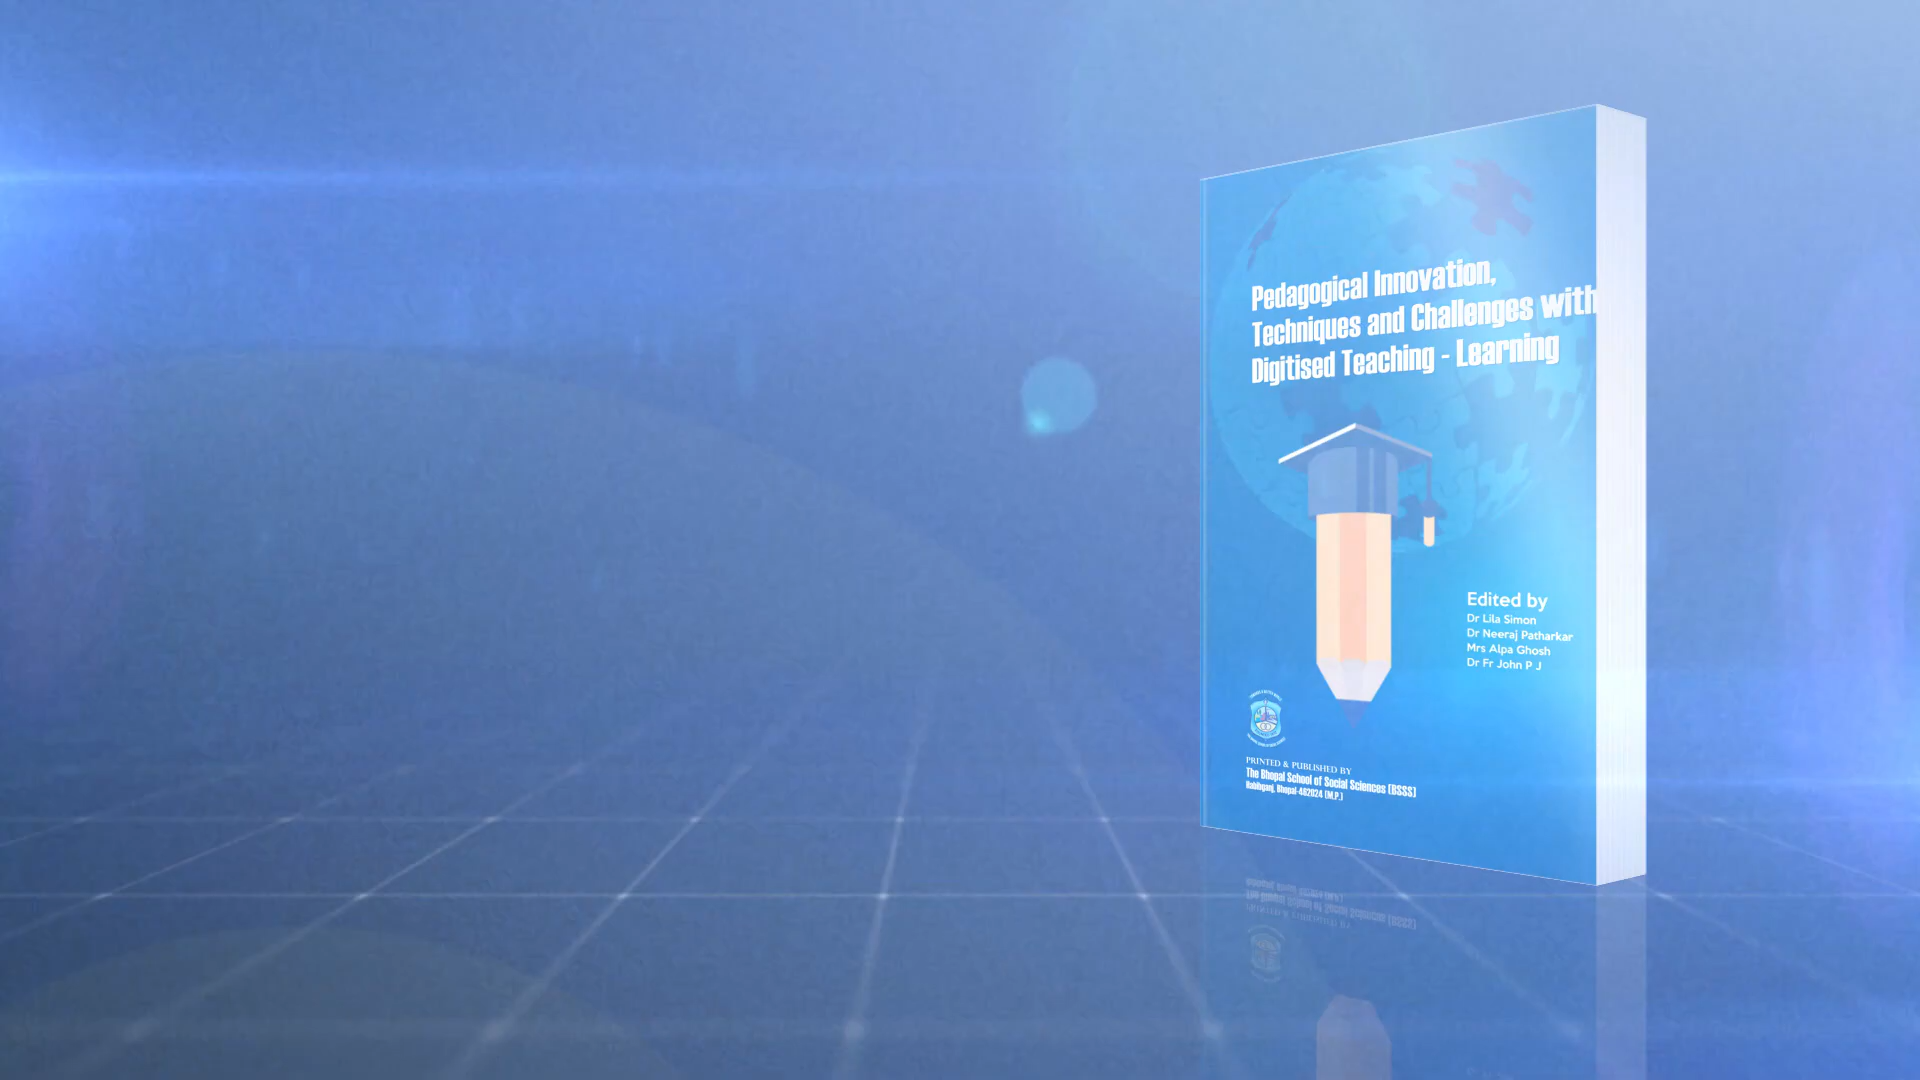 Pedagogical Innovation,
Techniques and Challenges with
Digitised Teaching - Learning
Edited by
Dr Lila Simon
Dr Neeraj Patharkar
Mrs Alpa Ghosh
Dr Fr John P J
PRINTED & PUBLISHED BY
The Bhopal School of Social Sciences (BSSS)
Habibganj, Bhopal-462024 (M.P.)